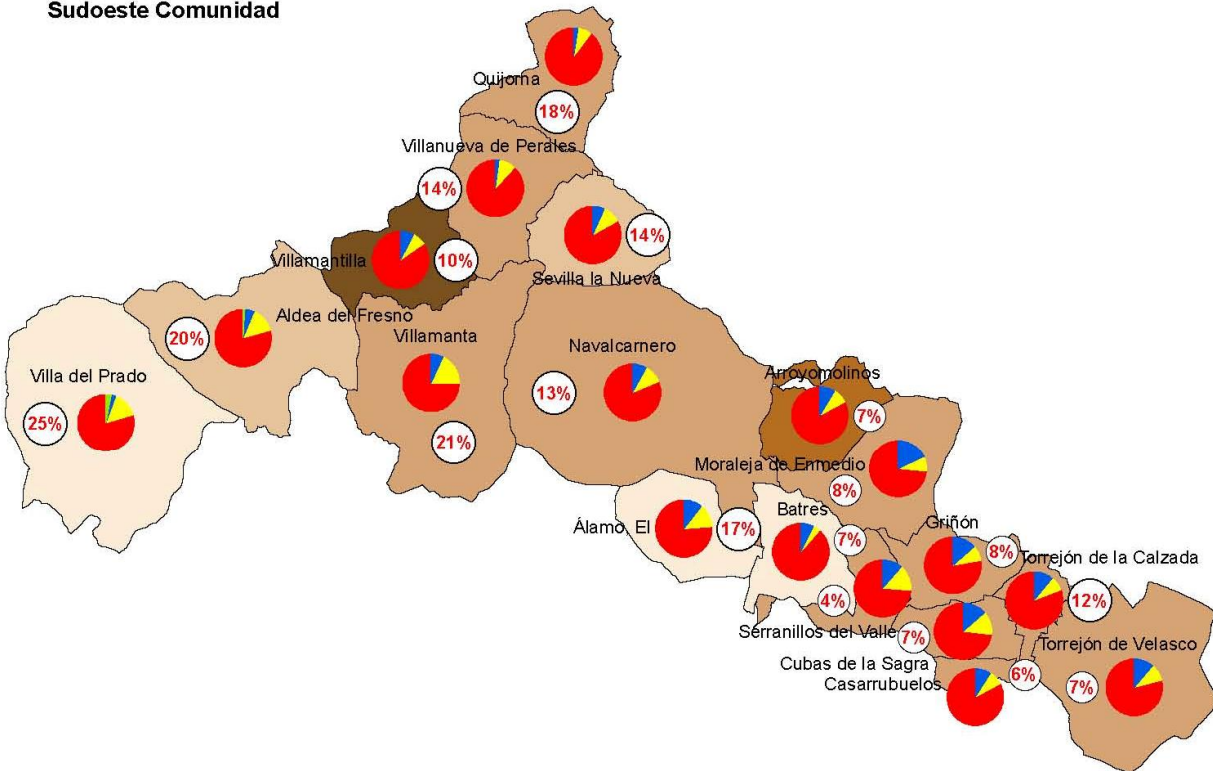 Sudoeste Comunidad
Quijorna
18%
Villanueva de Perales
14%
14%
Villamantilla
10%
Sevilla la Nueva
Aldea del Fresno
20%
Villamanta
Navalcarnero
Villa del Prado
Arroyomolinos
13%
7%
25%
21%
Moraleja de Enmedio
8%
Batres
Griñón
Álamo, El
17%
7%
8%
Torrejón de la Calzada
4%
12%
Serranillos del Valle
7%
Torrejón de Velasco
Cubas de la Sagra
6%
Casarrubuelos
7%